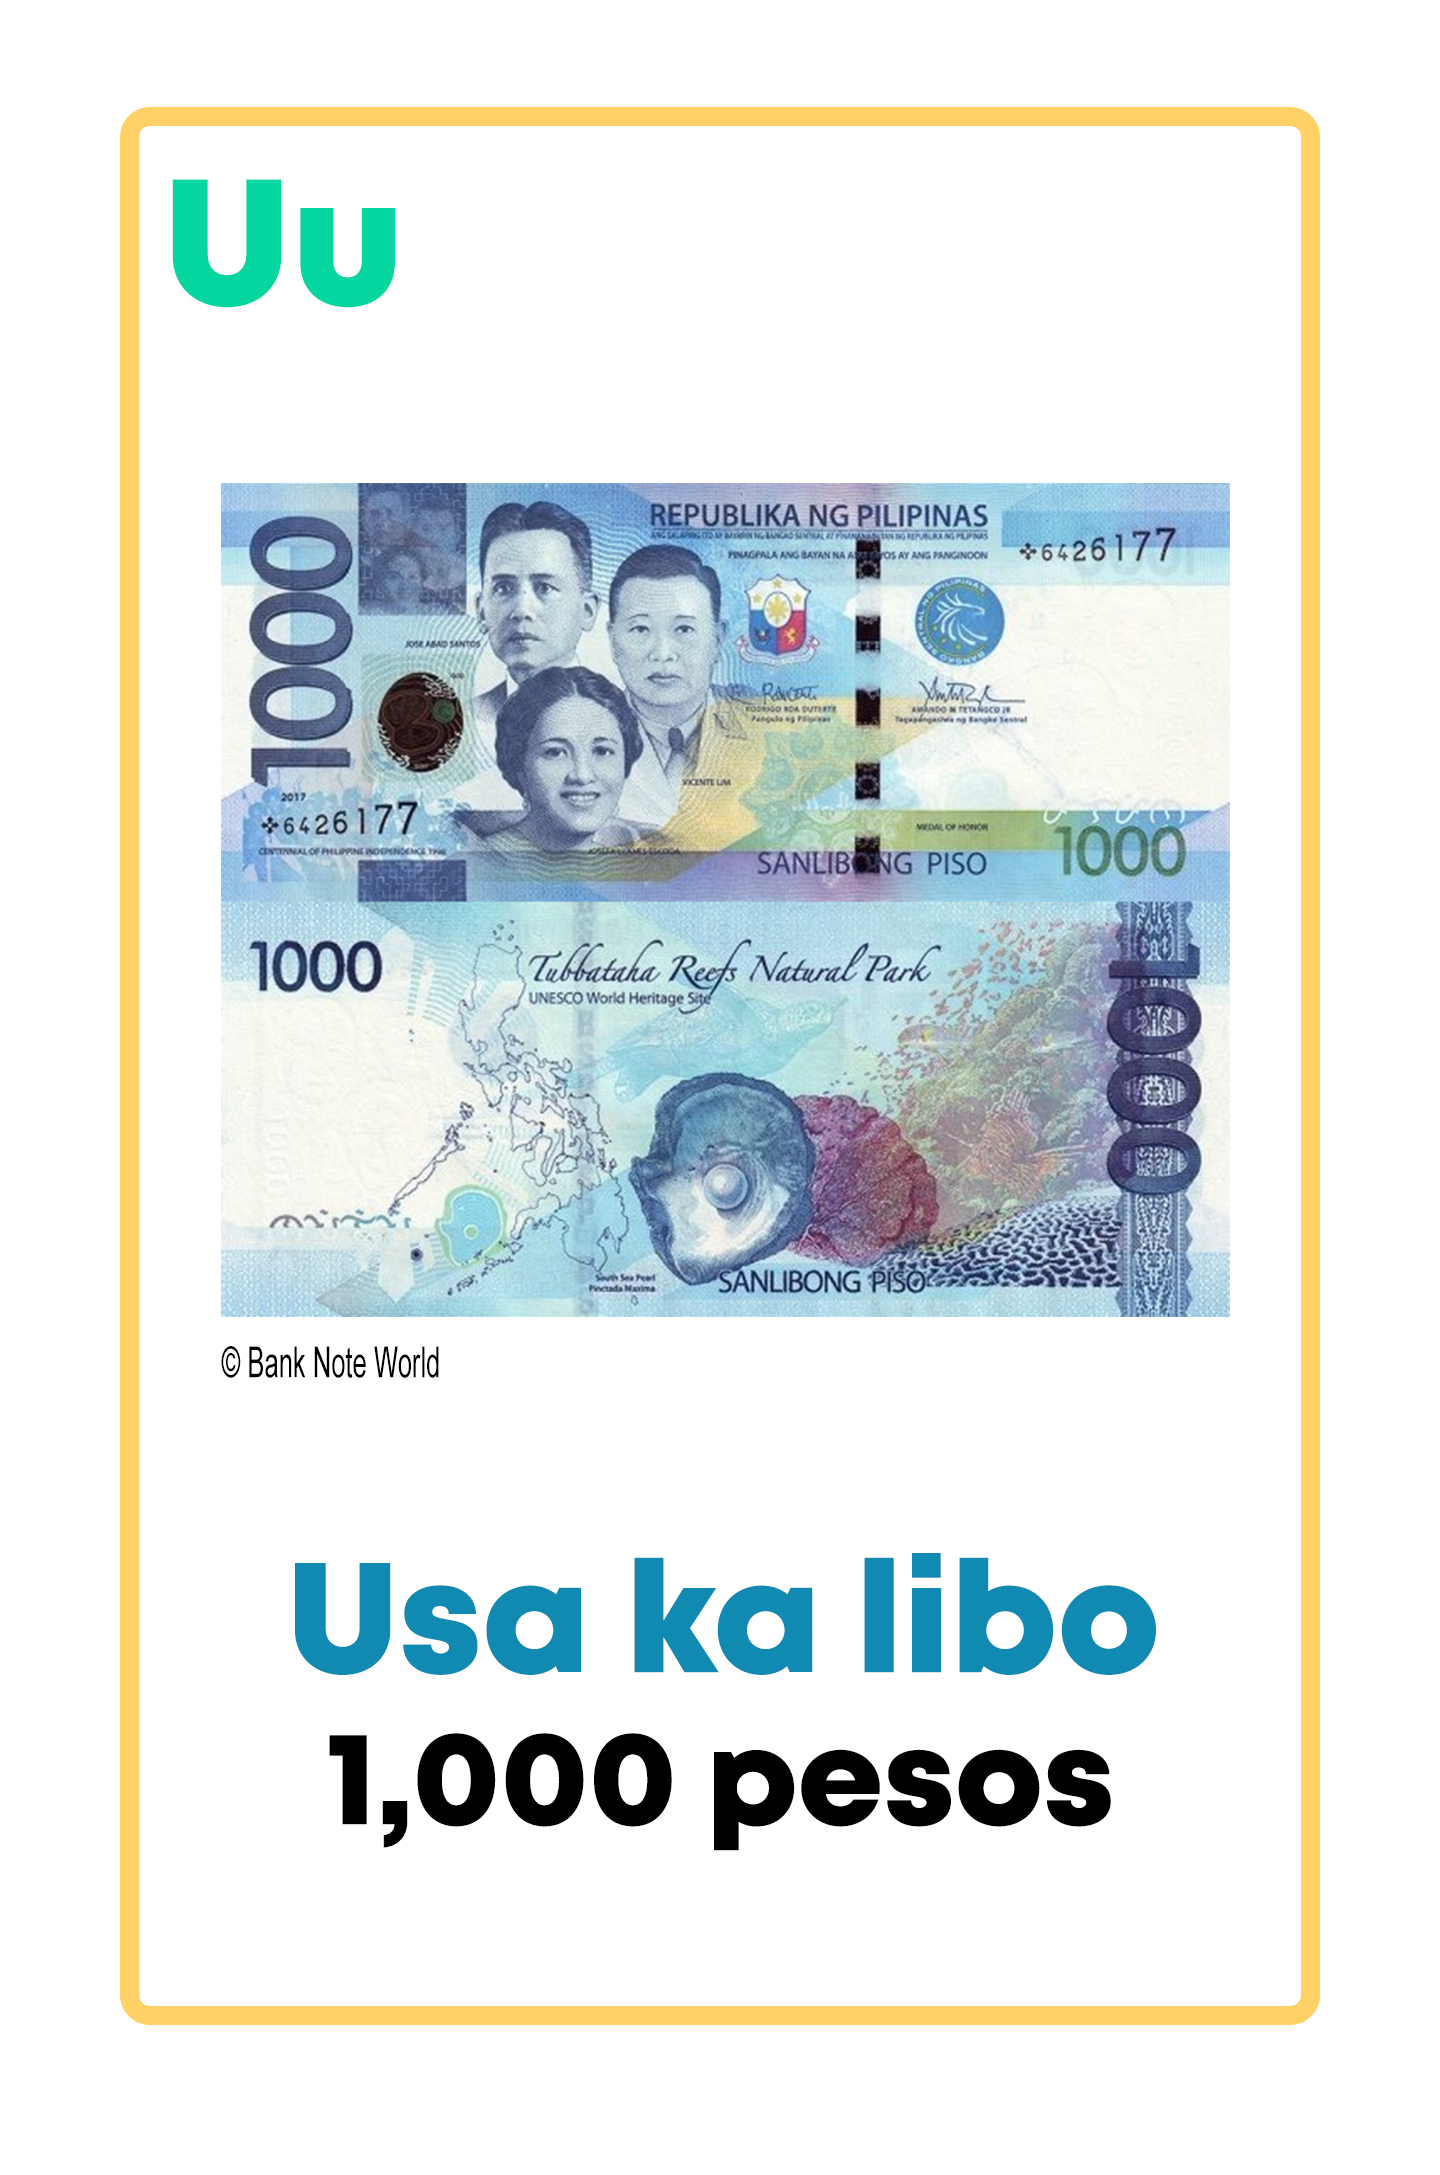 Uu
1000
REPUBLIKA NG PILIPINAS
PINAGPALA ANG BAYAN NA
AY ANG PANGINOON
6426177
JOSE ABAD SANTOS
RODRIGO ROA DUTERTE
Pangulo ng Pilipinas
AMANDO M TETANGCO JR
Tagapangasiwa ng Bangko Sentral
VICENTE LIM
2017
6426177
CENTENNIAL OF PHILIPPINE INDEPENDENCE 1998
JOSEFA LLANES ESCODA
MEDAL OF HONOR
SANLIBONG PISO
1000
1000
Tubbataha Reefs Natural Park
UNESCO World Heritage Site
1000
South Sea Pearl
Pinctada Maxima
SANLIBONG PISO
© Bank Note World
Usa ka libo
1,000 pesos